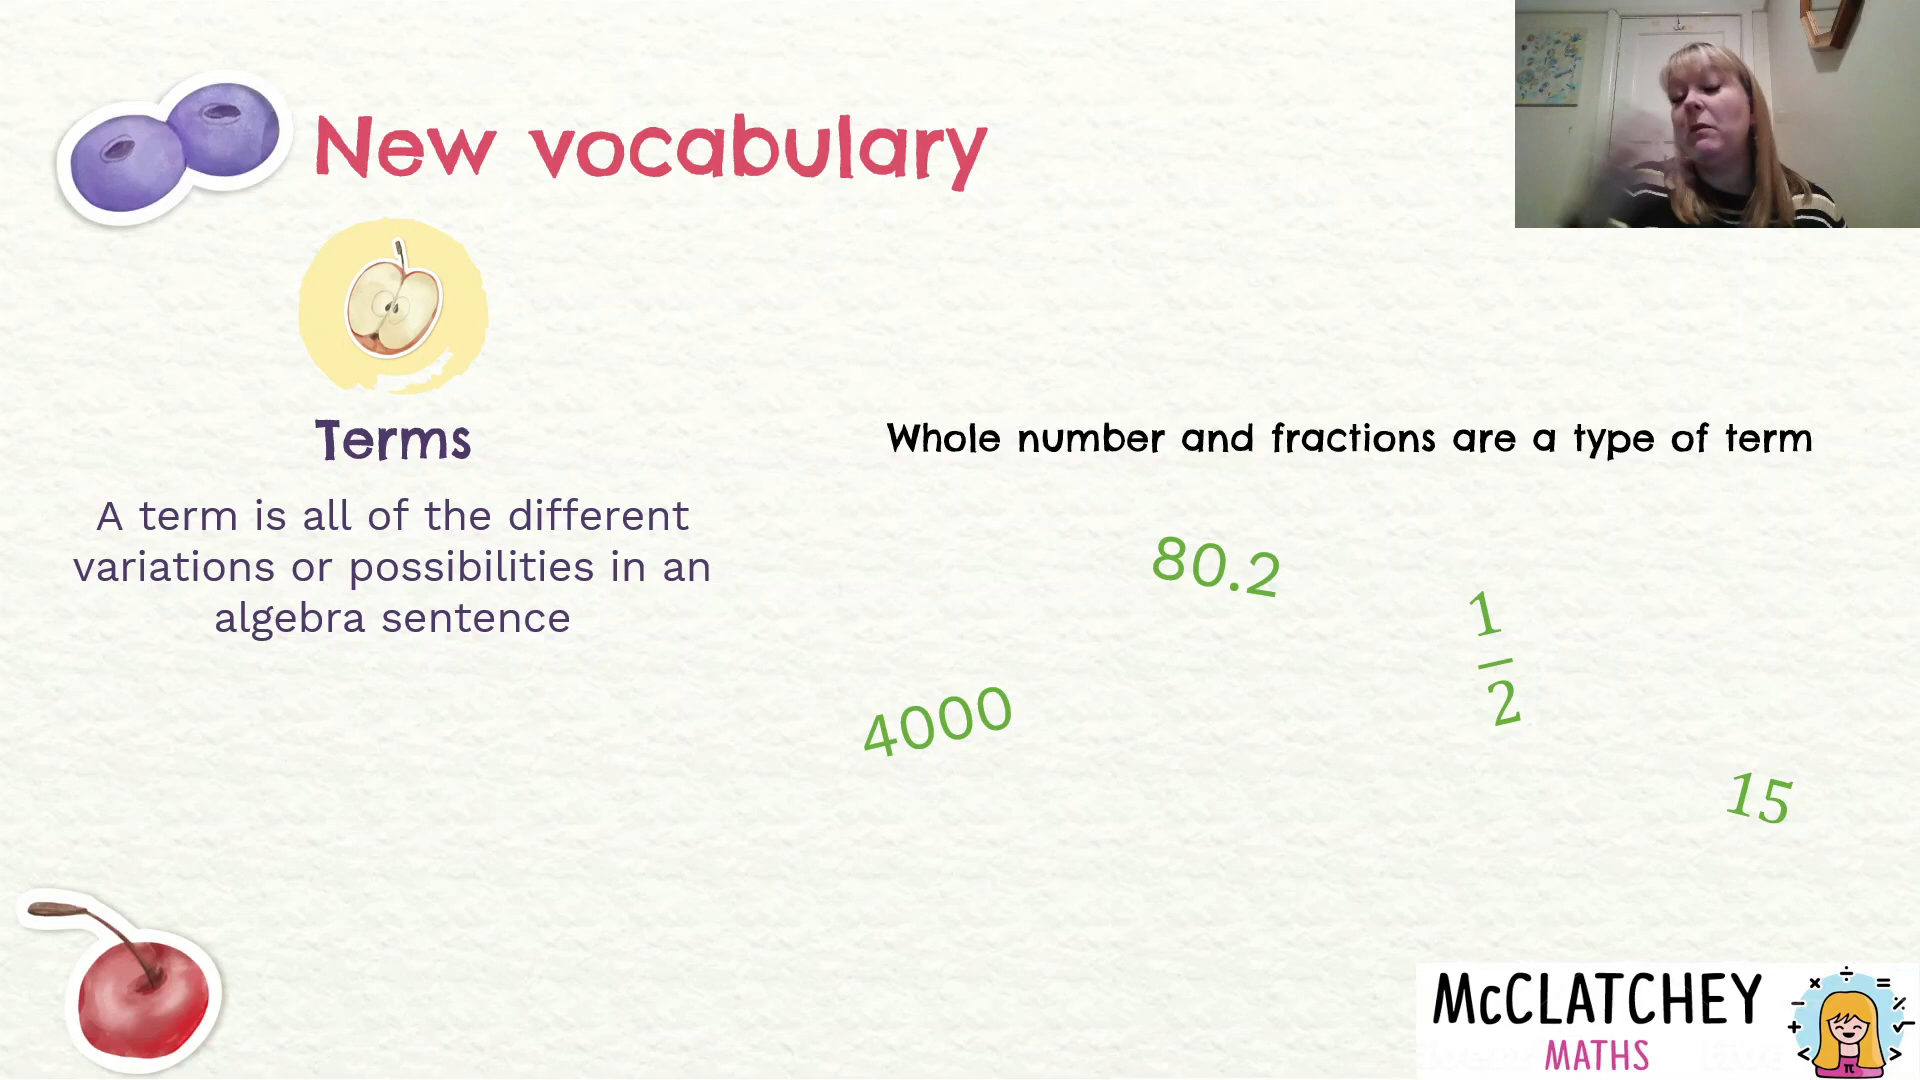 New vocabulary
Terms
A term is all of the different
variations or possibilities in an
algebra sentence
Whole number and fractions are a type of term
80.2
1
2
4000
15
McCLATCHEY
MATHS
× ÷ =
− %
+ √
< π >